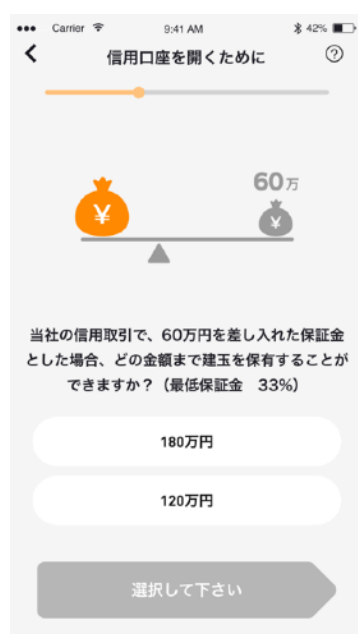 Carrier 9:41 AM 42%
信用口座を開くために ?
60万
¥ ¥
当社の信用取引で、60万円を差し入れた保証金
とした場合、どの金額まで建玉を保有することが
できますか？（最低保証金　33%）
180万円
120万円
選択して下さい